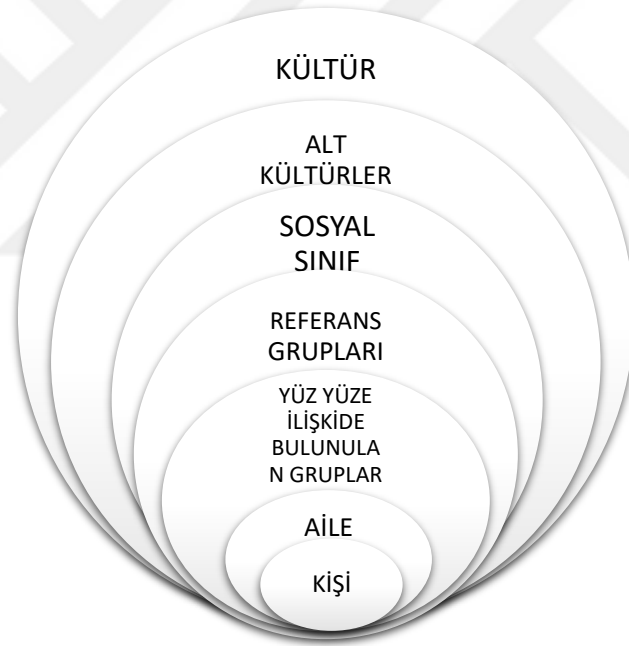 KÜLTÜR
ALT
KÜLTÜRLER
SOSYAL
SINIF
REFERANS
GRUPLARI
YÜZ YÜZE
İLİŞKİDE
BULUNULA
N GRUPLAR
AİLE
KİŞİ